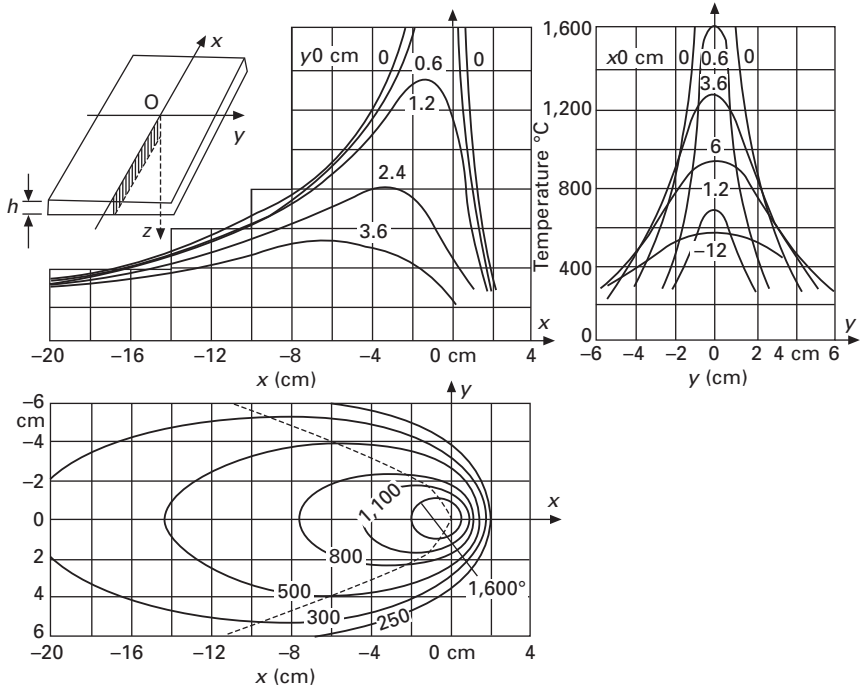 x
O
y
h
z
y0 cm 0 0.6 0
1.2
2.4
3.6
x
–20 –16 –12 –8 –4 0 cm 4
x (cm)
Temperature °C
1,600
1,200
800
400
0
x0 cm 0 0.6 0
3.6
6
1.2
–12
y
–6 –4 –2 0 2 4 cm 6
y (cm)
y
–6
cm
–4
–2
0
2
4
6
x
1,100
800
500
300
250
1,600°
–20 –16 –12 –8 –4 0 cm 4
x (cm)